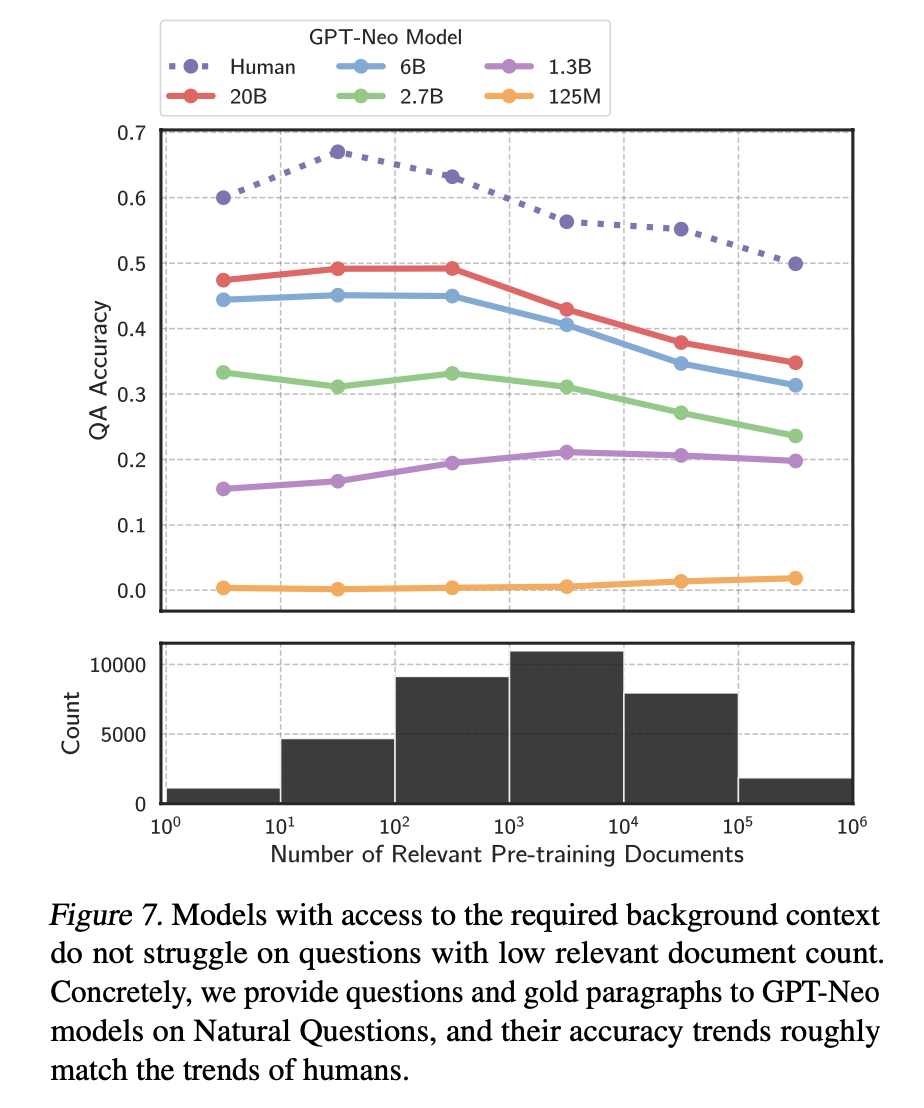 GPT-Neo Model
Human 6B 1.3B
20B 2.7B 125M
0.7
0.6
0.5
0.4
0.3
0.2
0.1
0.0
QA Accuracy
10000
5000
0
Count
10⁰ 10¹ 10² 10³ 10⁴ 10⁵ 10⁶
Number of Relevant Pre-training Documents
Figure 7. Models with access to the required background context
do not struggle on questions with low relevant document count.
Concretely, we provide questions and gold paragraphs to GPT-Neo
models on Natural Questions, and their accuracy trends roughly
match the trends of humans.